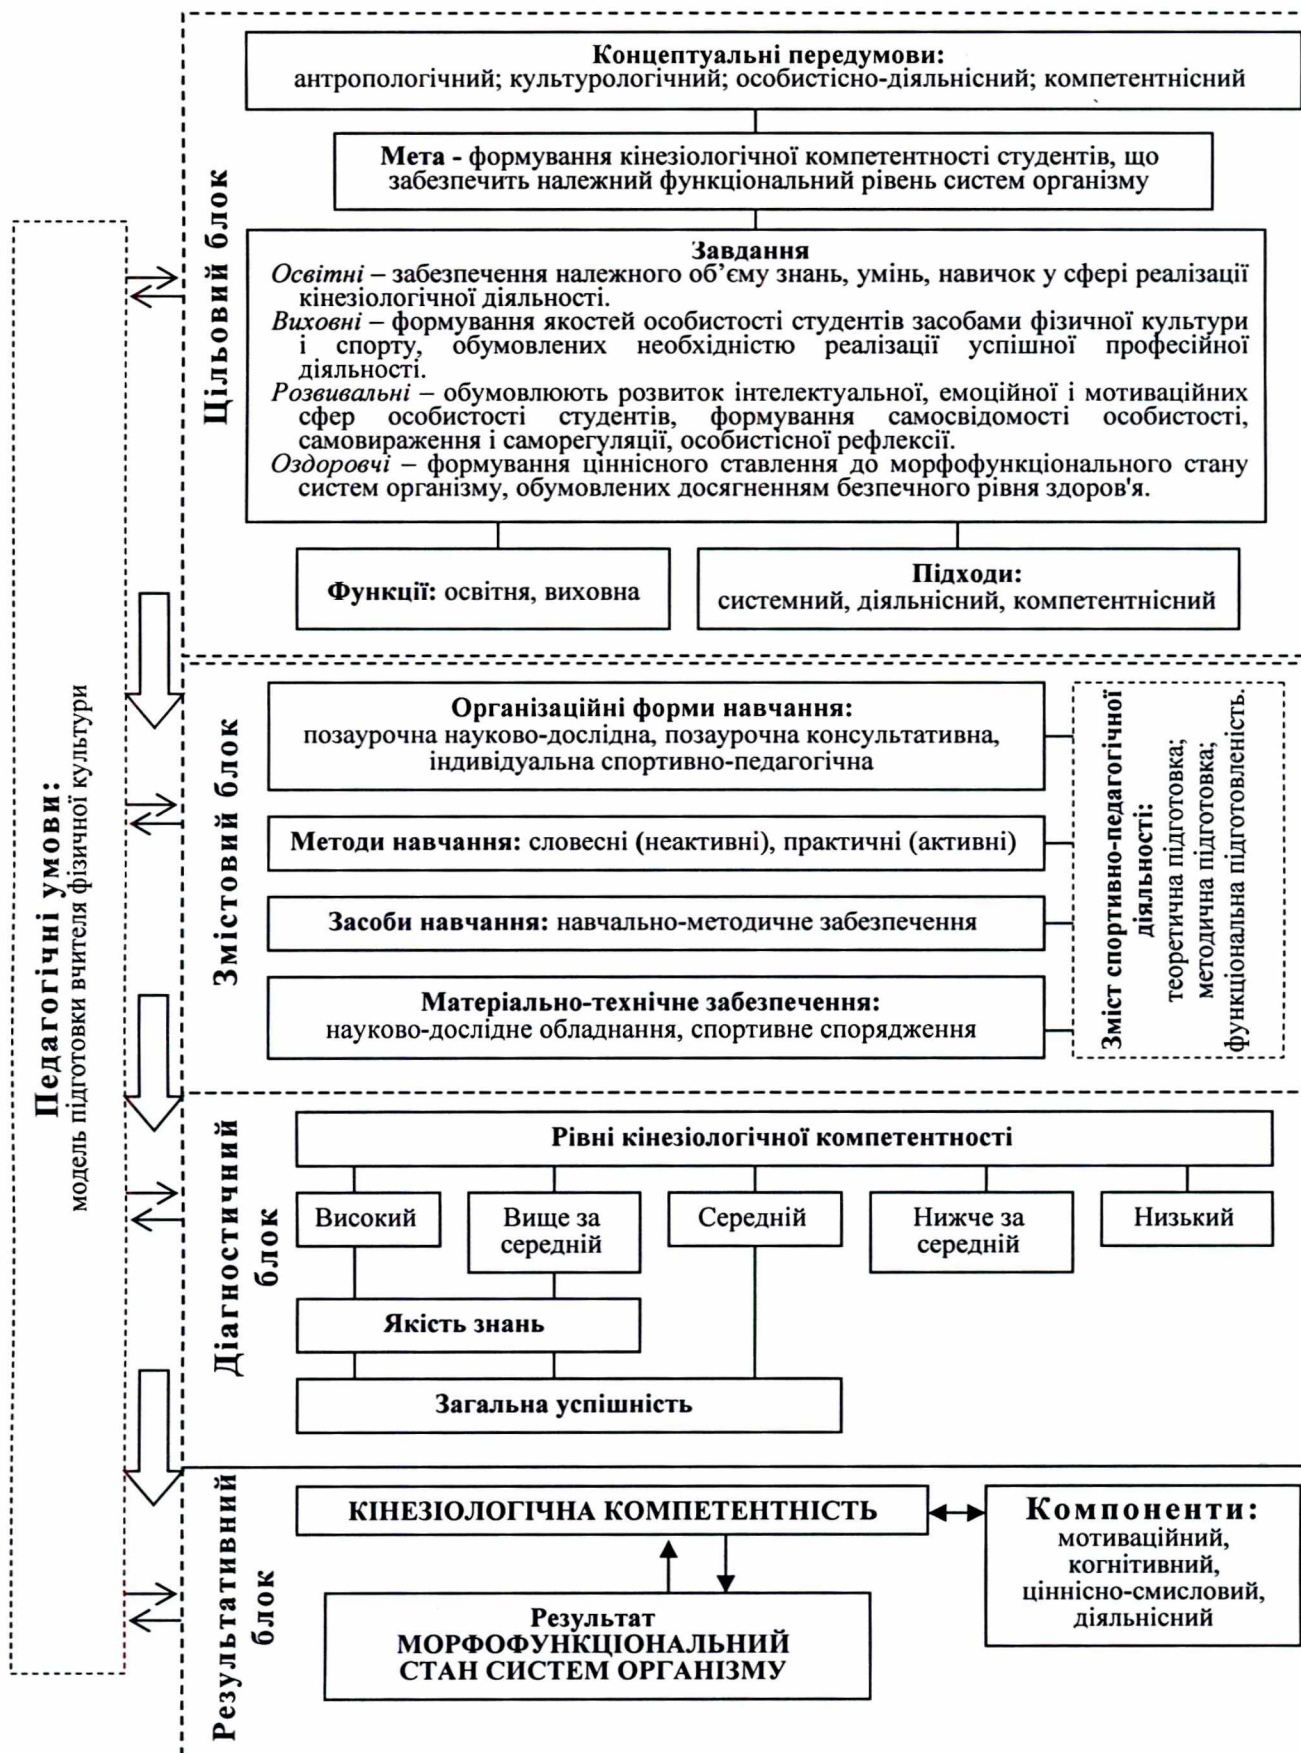 Педагогічні умови:
модель підготовки вчителя фізичної культури
Цільовий блок
Концептуальні передумови:
антропологічний; культурологічний; особистісно-діяльнісний; компетентнісний
Мета - формування кінезіологічної компетентності студентів, що
забезпечить належний функціональний рівень систем організму
Завдання
Освітні – забезпечення належного об’єму знань, умінь, навичок у сфері реалізації
кінезіологічної діяльності.
Виховні – формування якостей особистості студентів засобами фізичної культури
і спорту, обумовлених необхідністю реалізації успішної професійної
діяльності.
Розвивальні – обумовлюють розвиток інтелектуальної, емоційної і мотиваційних
сфер особистості студентів, формування самосвідомості особистості,
самовираження і саморегуляції, особистісної рефлексії.
Оздоровчі – формування ціннісного ставлення до морфофункціонального стану
систем організму, обумовлених досягненням безпечного рівня здоров'я.
Функції: освітня, виховна
Підходи:
системний, діяльнісний, компетентнісний
Змістовий блок
Організаційні форми навчання:
позаурочна науково-дослідна, позаурочна консультативна,
індивідуальна спортивно-педагогічна
Методи навчання: словесні (неактивні), практичні (активні)
Засоби навчання: навчально-методичне забезпечення
Матеріально-технічне забезпечення:
науково-дослідне обладнання, спортивне спорядження
Зміст спортивно-педагогічної
діяльності:
теоретична підготовка;
методична підготовка;
функціональна підготовленість.
Діагностичний
блок
Рівні кінезіологічної компетентності
Високий
Вище за
середній
Середній
Нижче за
середній
Низький
Якість знань
Загальна успішність
Результативний
блок
КІНЕЗІОЛОГІЧНА КОМПЕТЕНТНІСТЬ
Компоненти:
мотиваційний,
когнітивний,
ціннісно-смисловий,
діяльнісний
Результат
МОРФОФУНКЦІОНАЛЬНИЙ
СТАН СИСТЕМ ОРГАНІЗМУ